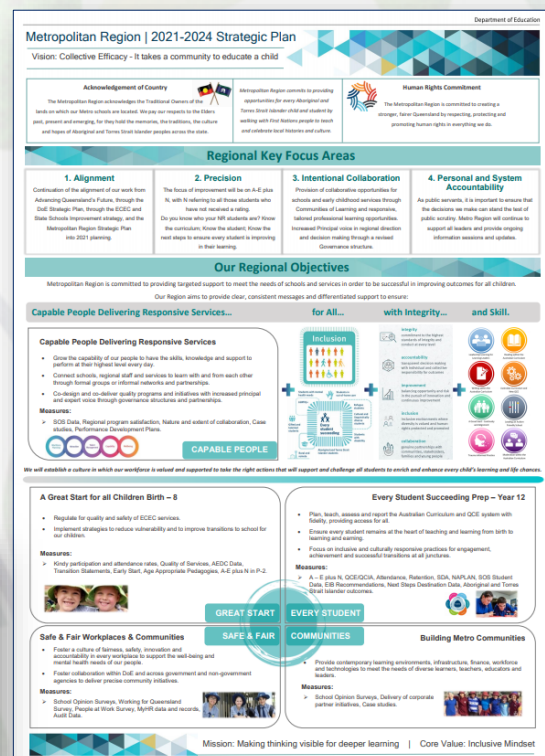 Department of Education
Metropolitan Region | 2021-2024 Strategic Plan
Vision: Collective Efficacy - It takes a community to educate a child
Acknowledgement of Country
The Metropolitan Region acknowledges the Traditional Owners of the
lands on which our Metro schools are located. We pay our respects to the Elders
past, present and emerging, for they hold the memories, the traditions, the culture
and hopes of Aboriginal and Torres Strait Islander peoples across the state.
Metropolitan Region commits to providing
opportunities for every Aboriginal and
Torres Strait Islander child and student by
working with First Nations people to teach
and celebrate local histories and culture.
Human Rights Commitment
The Metropolitan Region is committed to creating a
stronger, fairer Queensland by respecting, protecting and
promoting human rights in everything we do.
Regional Key Focus Areas
1. Alignment
Continuation of the alignment of our work from
Advancing Queensland's Future, through the
DoE Strategic Plan, through the ECEC and
State Schools Improvement strategy, and the
Metropolitan Region Strategic Plan
into 2021 planning.
2. Precision
The focus of improvement will be on A-E plus
N, with N referring to all those students who
have not received a rating.
Do you know who your NR students are? Know
the curriculum; Know the student; Know the
next steps to ensure every student is improving
in their learning
3. Intentional Collaboration
Provision of collaborative opportunities for
schools and early childhood services through
Communities of Learning and responsive,
tailored professional learning opportunities.
Increased Principal voice in regional direction
and decision making through a revised
Governance structure.
4. Personal and System
Accountability
As public servants, it is important to ensure that
the decisions we make can stand the test of
public scrutiny. Metro Region will continue to
support all leaders and provide ongoing
information sessions and updates.
Our Regional Objectives
Metropolitan Region is committed to providing targeted support to meet the needs of schools and services in order to be successful in improving outcomes for all children.
Our Region aims to provide clear, consistent messages and differentiated support to ensure:
Capable People Delivering Responsive Services... for All... with Integrity... and Skill.
Capable People Delivering Responsive Services
• Grow the capability of our people to have the skills, knowledge and support to
perform at their highest level every day
• Connect schools, regional staff and services to learn with and from each other
through formal groups or informal networks and partnerships.
• Co-design and co-deliver quality programs and initiatives with increased principal
and expert voice through governance structures and partnerships.
Measures:
➢ SOS Data, Regional program satisfaction, Nature and extent of collaboration, Case
studies, Performance Development Plans.
CAPABLE PEOPLE
Inclusion
Every
student
succeeding
integrity
accountability
improvement
inclusion
collaboration
We will establish a culture in which our workforce is valued and supported to take the right actions that will support and challenge all students to enrich and enhance every child's learning and life chances.
A Great Start for all Children Birth – 8
• Regulate for quality and safety of ECEC services.
• Implement strategies to reduce vulnerability and to improve transitions to school for
our children.
Measures:
➢ Kindy participation and attendance rates, Quality of Services, AEDC Data,
Transition Statements, Early Start, Age Appropriate Pedagogies, A-E plus N in P-2.
GREAT START
Every Student Succeeding Prep – Year 12
• Plan, teach, assess and report the Australian Curriculum and QCE system with
fidelity, providing access for all.
• Ensure every student remains at the heart of teaching and learning from birth to
learning and earning.
• Focus on inclusive and culturally responsive practices for engagement,
achievement and successful transitions at all junctures.
Measures:
➢ A – E plus N, QCE/QCIA, Attendance, Retention, SDA, NAPLAN, SOS Student
Data, EIB Recommendations, Next Steps Destination Data, Aboriginal and Torres
Strait Islander outcomes.
EVERY STUDENT
SAFE & FAIR
COMMUNITIES
Safe & Fair Workplaces & Communities
• Foster a culture of fairness, safety, innovation and
accountability in every workplace to support the well-being and
mental health needs of our people.
• Foster collaboration within DoE and across government and non-government
agencies to deliver precise community initiatives.
Measures:
➢ School Opinion Surveys, Working for Queensland
Survey, People at Work Survey, MyHR data and records,
Audit Data.
Building Metro Communities
• Provide contemporary learning environments, infrastructure, finance, workforce
and technologies to meet the needs of diverse learners, teachers, educators and
leaders.
Measures:
➢ School Opinion Surveys, Delivery of corporate
partner initiatives, Case studies.
Mission: Making thinking visible for deeper learning | Core Value: Inclusive Mindset